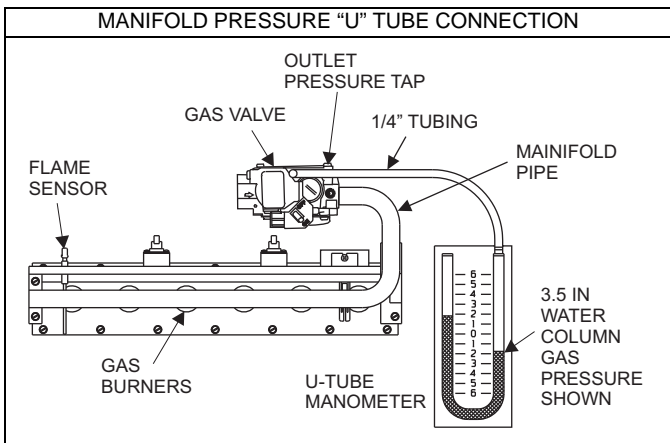 MANIFOLD PRESSURE “U” TUBE CONNECTION
OUTLET
PRESSURE TAP
GAS VALVE
1/4” TUBING
FLAME
SENSOR
MAINIFOLD
PIPE
6
5
4
3
2
1
0
1
2
3
4
5
6
3.5 IN
WATER
COLUMN
GAS
PRESSURE
SHOWN
GAS
BURNERS
U-TUBE
MANOMETER